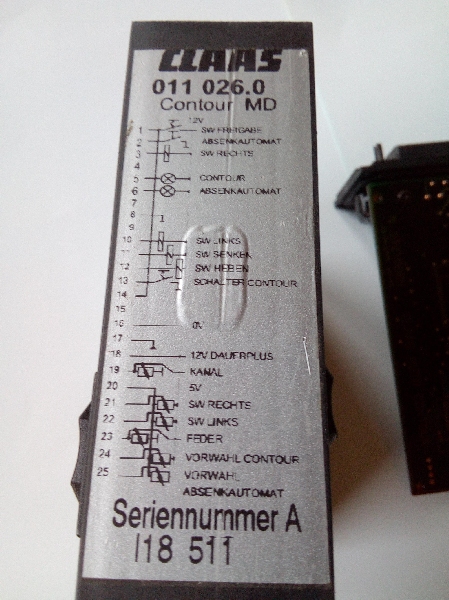 CLAAS
011 026.0
Contour MD
12V
1 SW FREIGABE
2 ABSENKAUTOMAT
3 SW RECHTS
4
5 CONTOUR
6 ABSENKAUTOMAT
7
8
9
10 SW LINKS
11 SW SENKEN
12 SW HEBEN
13 SCHALTER CONTOUR
14
15
16 0V
17
18 12V DAUERPLUS
19 KANAL
20 5V
21 SW RECHTS
22 SW LINKS
23 FEDER
24 VORWAHL CONTOUR
25 VORWAHL
ABSENKAUTOMAT
Seriennummer A
I18 511